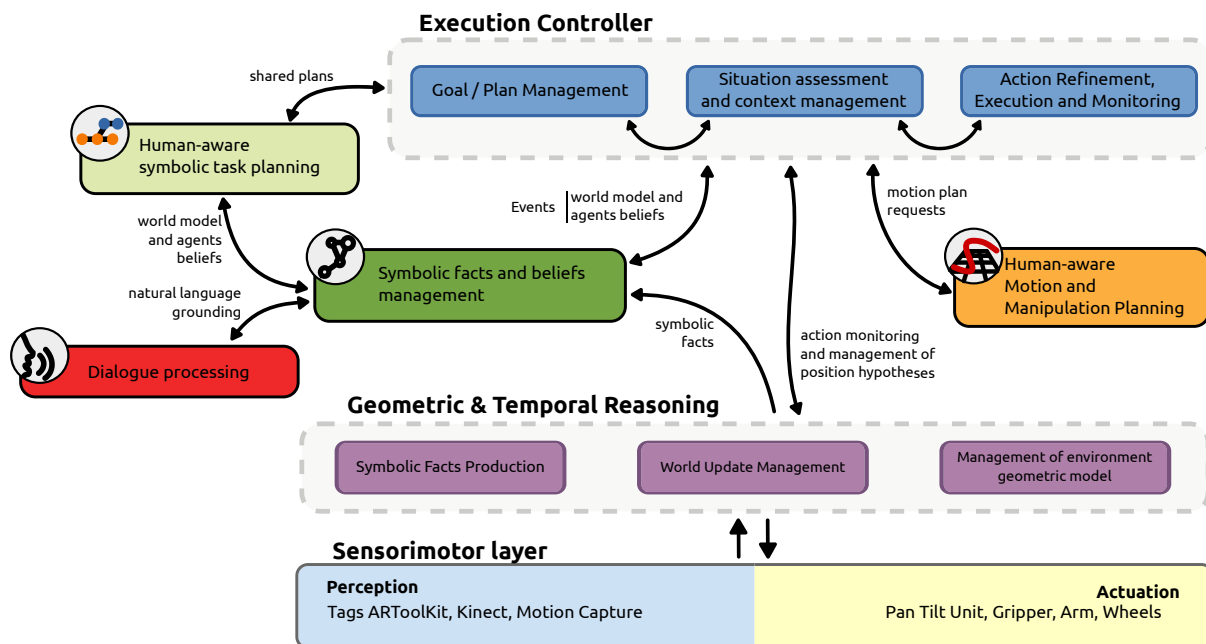 Execution Controller
shared plans
Goal / Plan Management
Situation assessment
and context management
Action Refinement,
Execution and Monitoring
Human-aware
symbolic task planning
Events
world model and
agents beliefs
motion plan
requests
world model
and agents
beliefs
Symbolic facts and beliefs
management
Human-aware
Motion and
Manipulation Planning
natural language
grounding
Dialogue processing
symbolic
facts
action monitoring
and management of
position hypotheses
Geometric & Temporal Reasoning
Symbolic Facts Production
World Update Management
Management of environment
geometric model
Sensorimotor layer
Perception
Tags ARToolKit, Kinect, Motion Capture
Actuation
Pan Tilt Unit, Gripper, Arm, Wheels